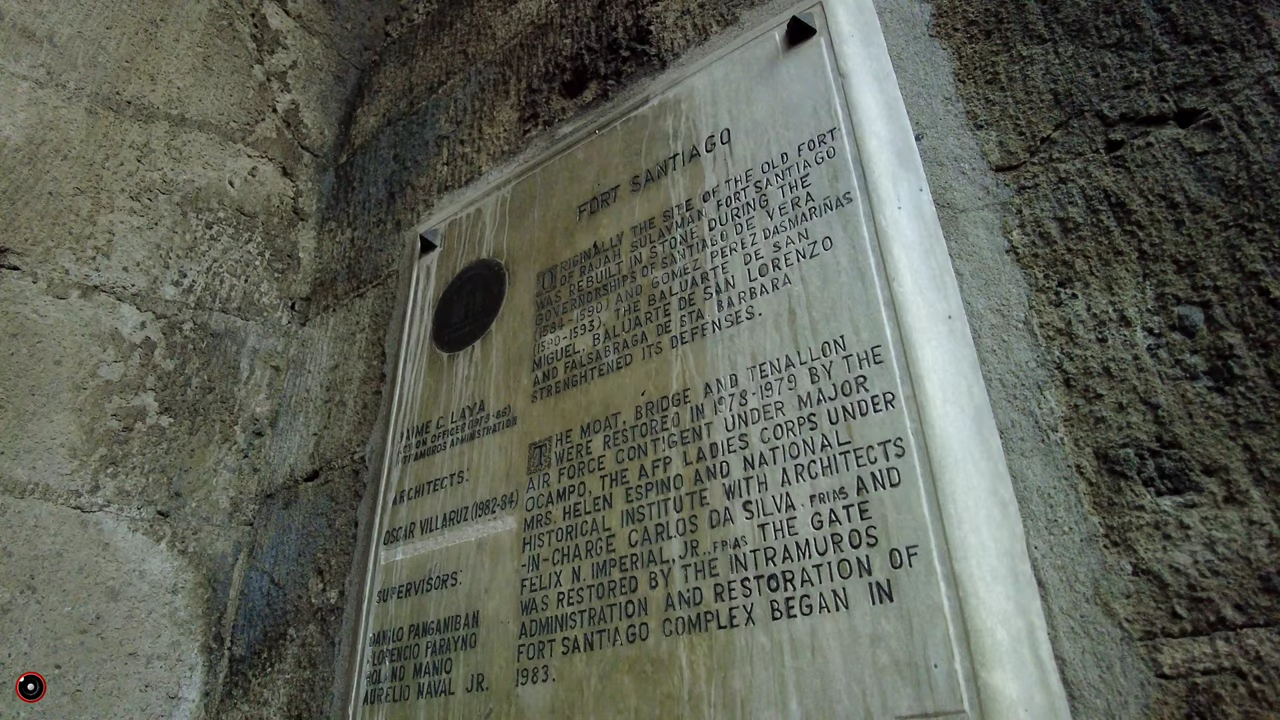 FORT SANTIAGO
ORIGINALLY THE SITE OF THE OLD FORT
OF RAJAH SULAYMAN, FORT SANTIAGO
WAS REBUILT IN STONE DURING THE
GOVERNORSHIPS OF SANTIAGO DE VERA
(1584-1590) AND GOMEZ PEREZ DASMARIÑAS
(1590-1593). THE BALUARTE DE SAN
MIGUEL, BALUARTE DE SAN LORENZO
AND FALSABRAGA DE STA. BARBARA
STRENGHTENED ITS DEFENSES.
THE MOAT, BRIDGE AND TENALLON
WERE RESTORED IN 1978-1979 BY THE
AIR FORCE CONTIGENT UNDER MAJOR
OCAMPO, THE AFP LADIES CORPS UNDER
MRS. HELEN ESPINO AND NATIONAL
HISTORICAL INSTITUTE WITH ARCHITECTS
-IN-CHARGE CARLOS DA SILVA, FRIAS AND
FELIX N. IMPERIAL, JR., FRIAS THE GATE
WAS RESTORED BY THE INTRAMUROS
ADMINISTRATION AND RESTORATION OF
FORT SANTIAGO COMPLEX BEGAN IN
1983.
JAIME C. LAYA
ACTION OFFICER (1979-86)
INTRAMUROS ADMINISTRATION
ARCHITECTS:
OSCAR VILLARUZ (1982-84)
SUPERVISORS:
DANILO PANGANIBAN
FLORENCIO PARAYNO
ROLAND MANIO
AURELIO NAVAL JR.